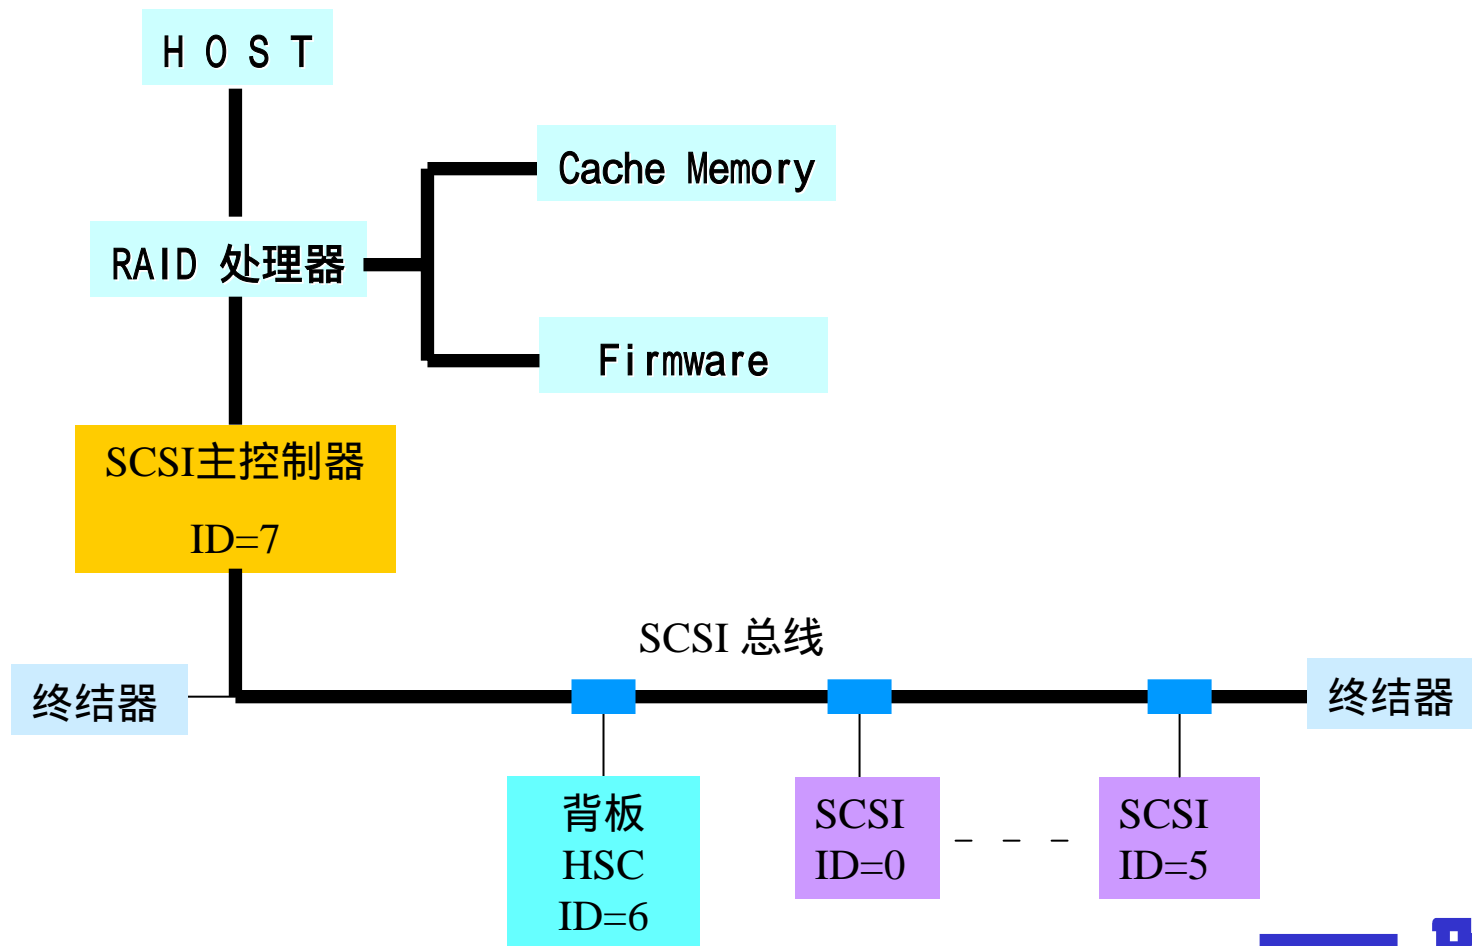 H O S T
Cache Memory
RAID 处理器
Firmware
SCSI主控制器
ID=7
SCSI 总线
终结器
终结器
背板
HSC
ID=6
SCSI
ID=0
SCSI
ID=5